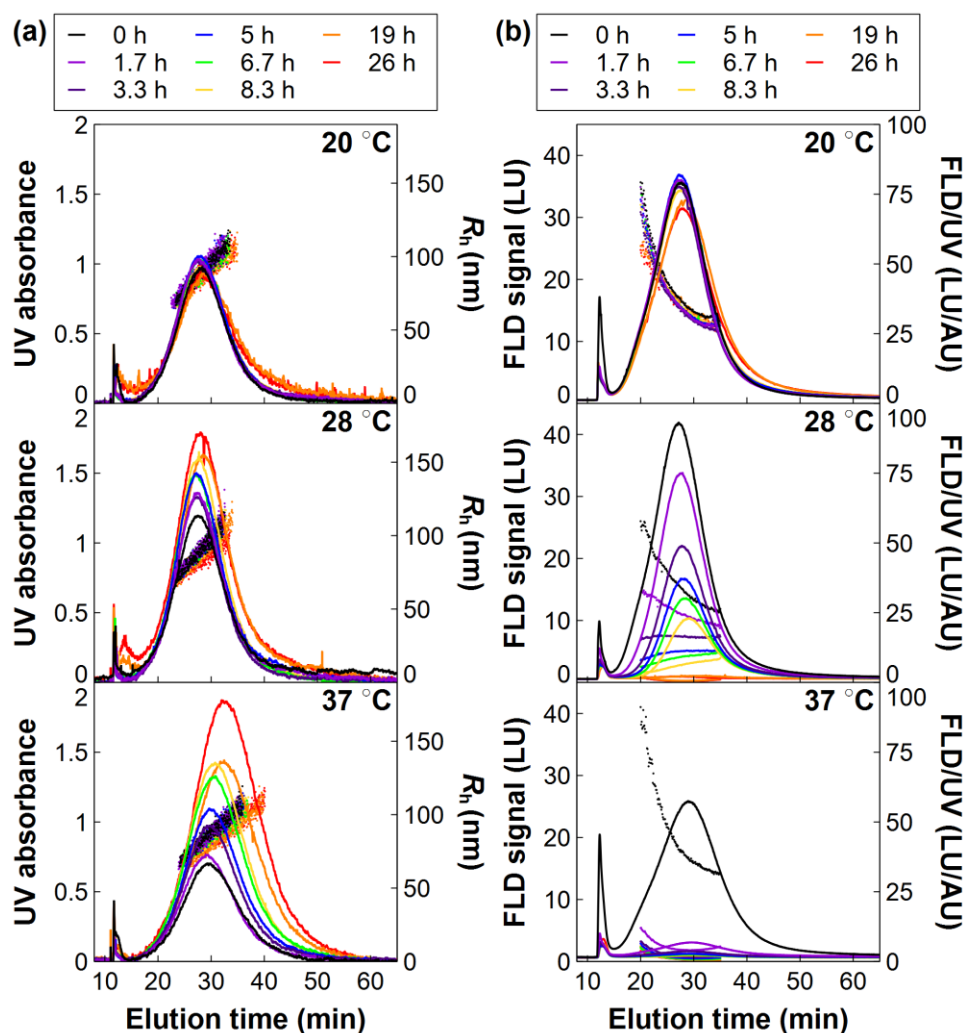 (a)
0 h 5 h 19 h
1.7 h 6.7 h 26 h
3.3 h 8.3 h
20 °C
UV absorbance
2
1.5
1
0.5
0
150
100
50
0
Rh (nm)
28 °C
UV absorbance
2
1.5
1
0.5
0
150
100
50
0
Rh (nm)
37 °C
UV absorbance
2
1.5
1
0.5
0
150
100
50
0
Rh (nm)
10 20 30 40 50 60
Elution time (min)
(b)
0 h 5 h 19 h
1.7 h 6.7 h 26 h
3.3 h 8.3 h
20 °C
FLD signal (LU)
40
30
20
10
0
100
75
50
25
0
FLD/UV (LU/AU)
28 °C
FLD signal (LU)
40
30
20
10
0
100
75
50
25
0
FLD/UV (LU/AU)
37 °C
FLD signal (LU)
40
30
20
10
0
100
75
50
25
0
FLD/UV (LU/AU)
10 20 30 40 50 60
Elution time (min)